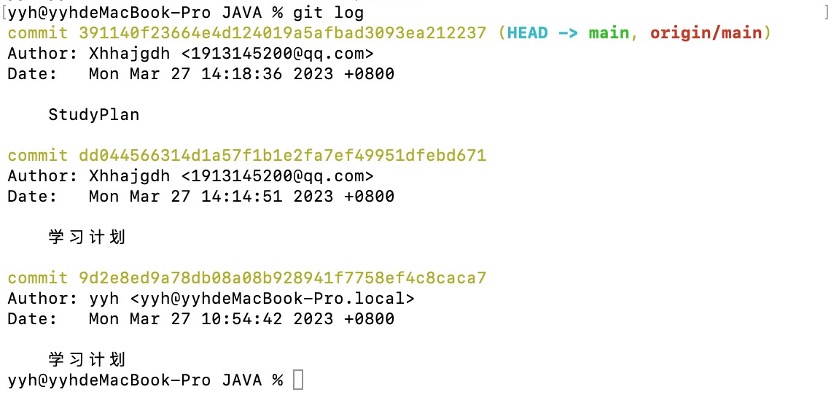 [yyh@yyhdeMacBook-Pro JAVA % git log ]
commit 391140f23664e4d124019a5afbad3093ea212237 (HEAD -> main, origin/main)
Author: Xhhajgdh <1913145200@qq.com>
Date:   Mon Mar 27 14:18:36 2023 +0800
StudyPlan
commit dd044566314d1a57f1b1e2fa7ef49951dfebd671
Author: Xhhajgdh <1913145200@qq.com>
Date:   Mon Mar 27 14:14:51 2023 +0800
学习计划
commit 9d2e8ed9a78db08a08b928941f7758ef4c8caca7
Author: yyh <yyh@yyhdeMacBook-Pro.local>
Date:   Mon Mar 27 10:54:42 2023 +0800
学习计划
yyh@yyhdeMacBook-Pro JAVA %